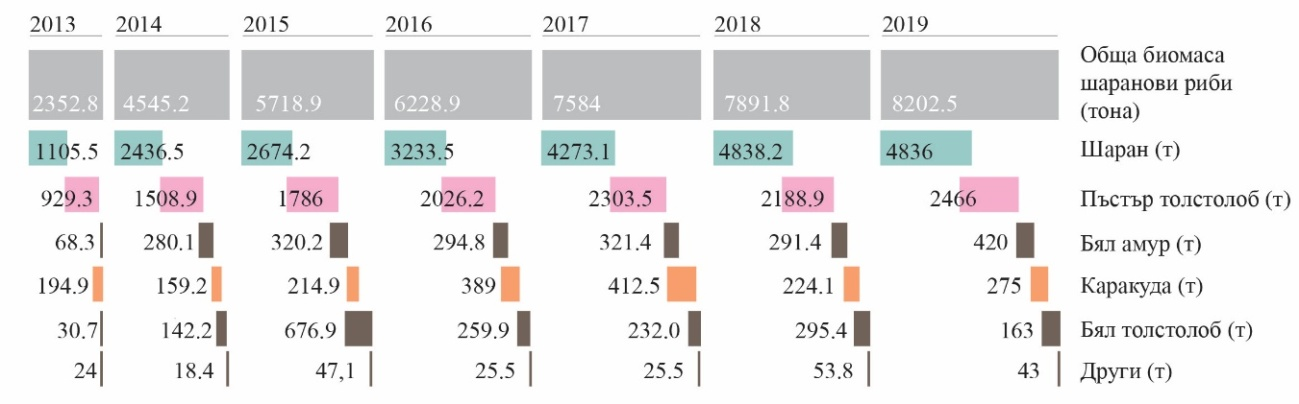 2013 2014 2015 2016 2017 2018 2019
Обща биомаса
шаранови риби
(тона)
2352.8 4545.2 5718.9 6228.9 7584 7891.8 8202.5
1105.5 2436.5 2674.2 3233.5 4273.1 4838.2 4836 Шаран (т)
929.3 1508.9 1786 2026.2 2303.5 2188.9 2466 Пъстър толстолоб (т)
68.3 280.1 320.2 294.8 321.4 291.4 420 Бял амур (т)
194.9 159.2 214.9 389 412.5 224.1 275 Каракуда (т)
30.7 142.2 676.9 259.9 232.0 295.4 163 Бял толстолоб (т)
24 18.4 47,1 25.5 25.5 53.8 43 Други (т)